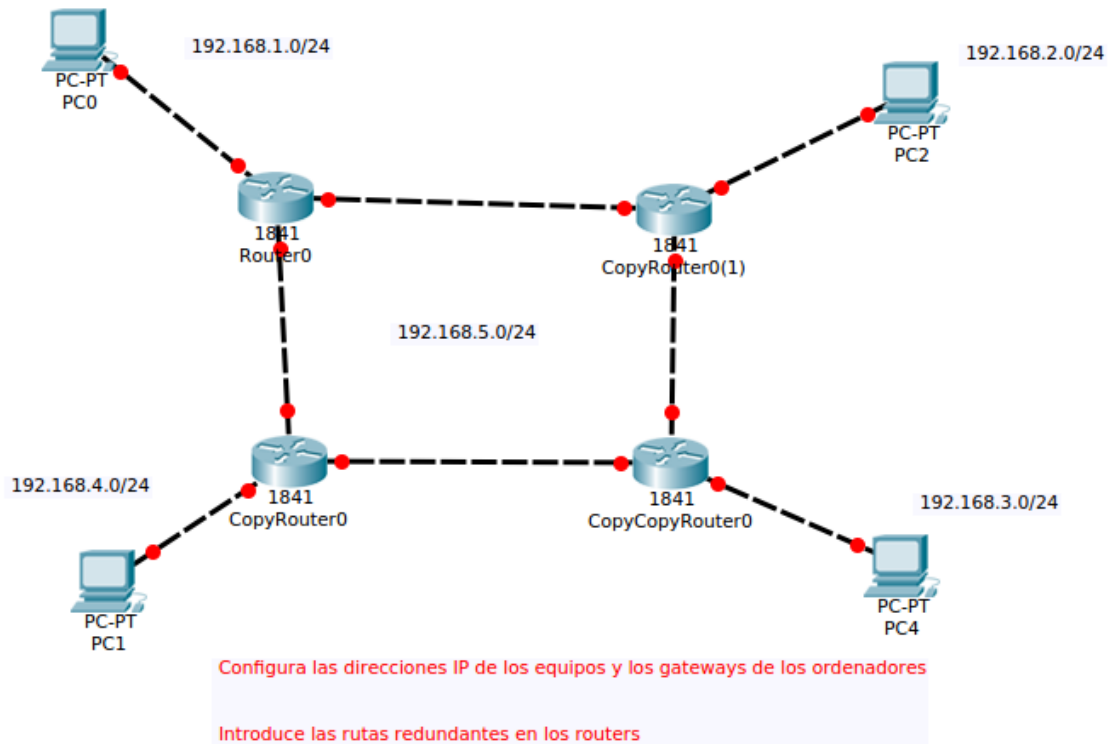 192.168.1.0/24
192.168.2.0/24
PC-PT
PC0
PC-PT
PC2
1841
Router0
1841
CopyRouter0(1)
192.168.5.0/24
192.168.4.0/24
1841
CopyRouter0
1841
CopyCopyRouter0
192.168.3.0/24
PC-PT
PC1
PC-PT
PC4
Configura las direcciones IP de los equipos y los gateways de los ordenadores
Introduce las rutas redundantes en los routers